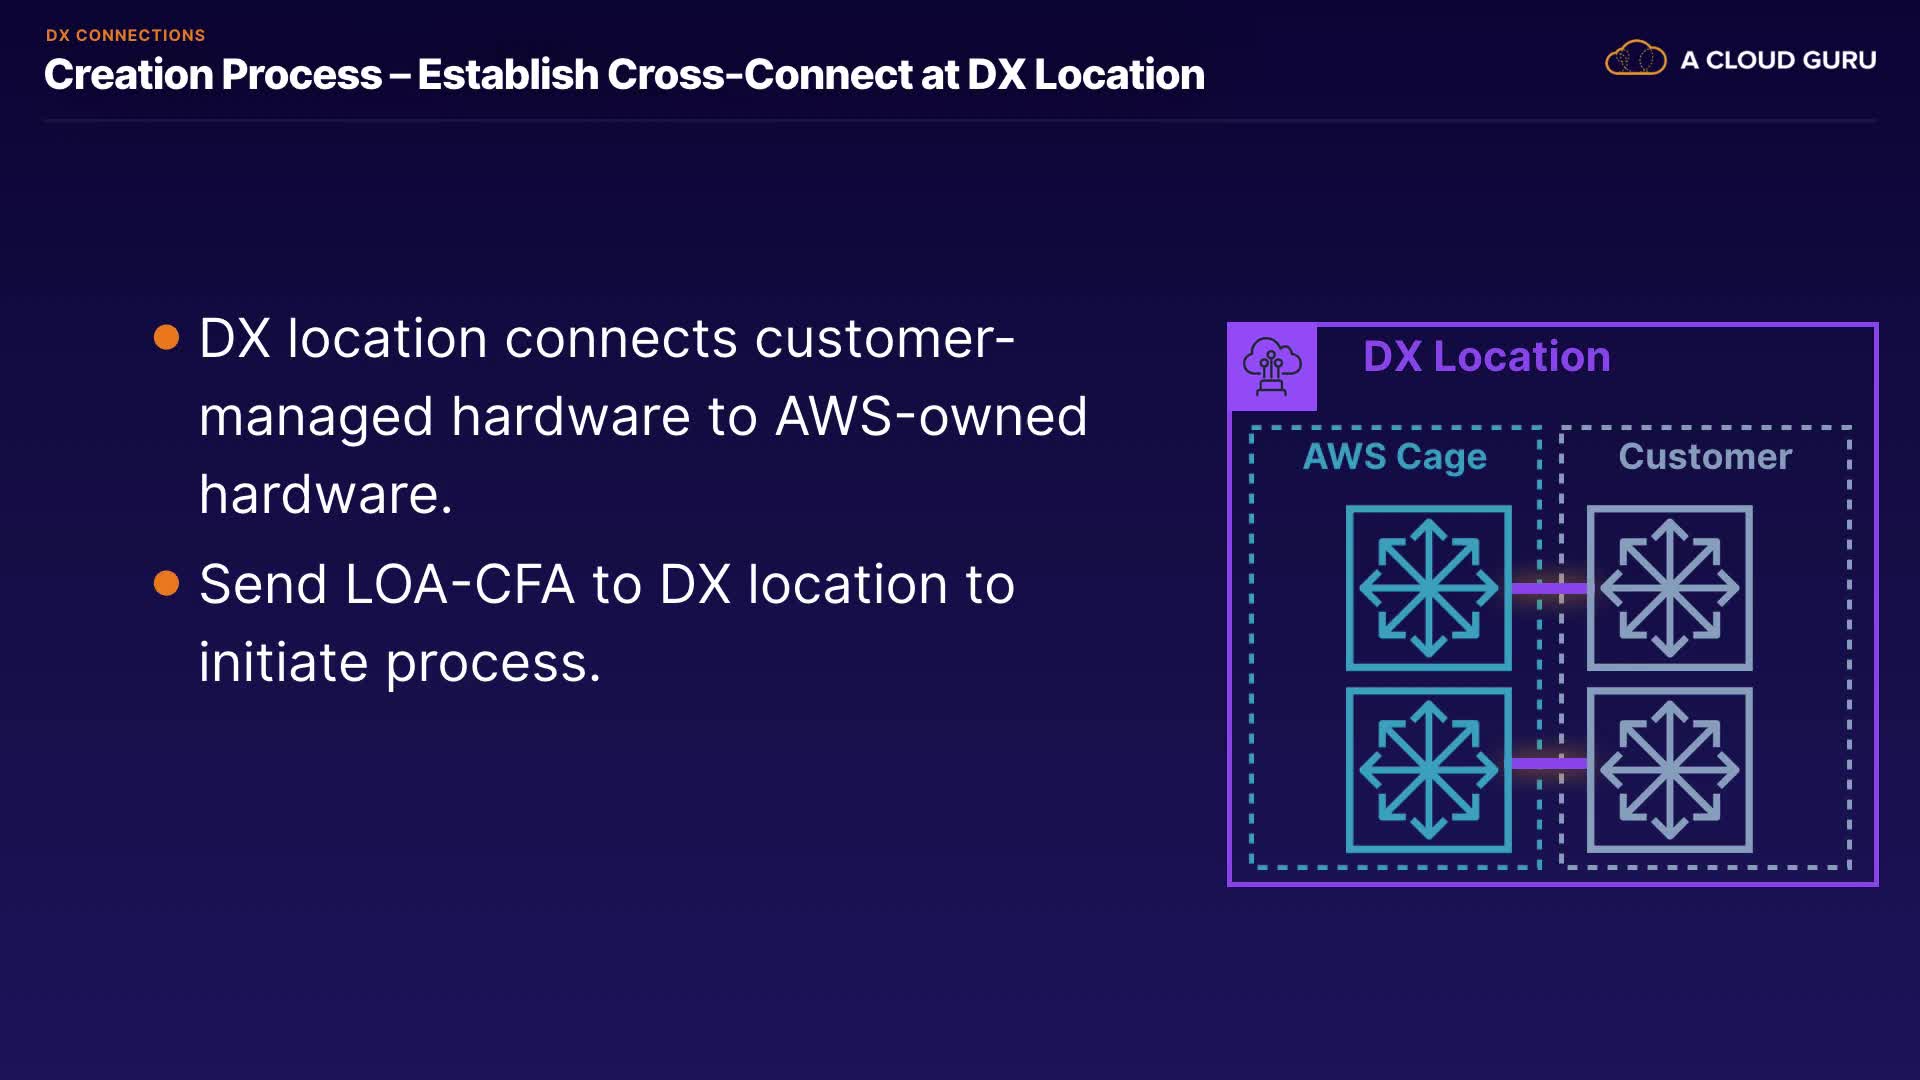 DX CONNECTIONS
Creation Process – Establish Cross-Connect at DX Location
A CLOUD GURU
DX location connects customer-
managed hardware to AWS-owned
hardware.
Send LOA-CFA to DX location to
initiate process.
DX Location
AWS Cage
Customer